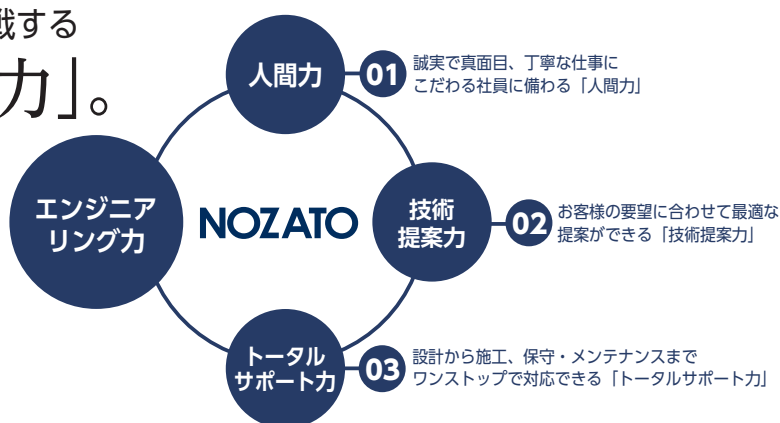 戦する
力」。
人間力
01
誠実で真面目、丁寧な仕事に
こだわる社員に備わる「人間力」
エンジニア
リング力
NOZATO
技術
提案力
02
お客様の要望に合わせて最適な
提案ができる「技術提案力」
トータル
サポート力
03
設計から施工、保守・メンテナンスまで
ワンストップで対応できる「トータルサポート力」